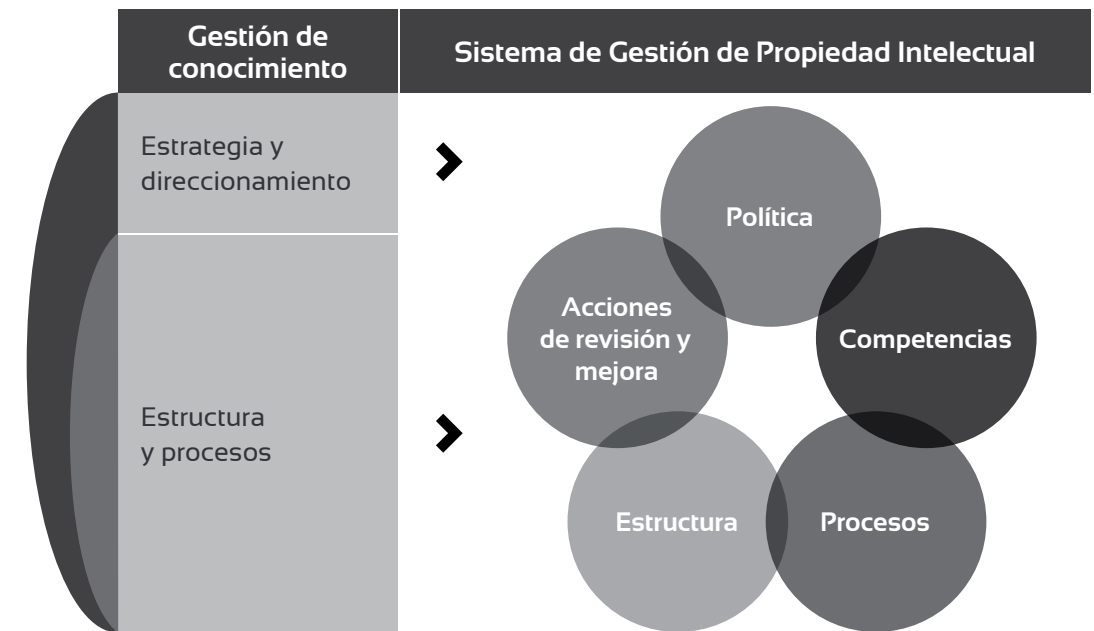 Gestión de
conocimiento
Sistema de Gestión de Propiedad Intelectual
Estrategia y
direccionamiento
Política
Acciones
de revisión y
mejora
Competencias
Estructura
y procesos
Estructura
Procesos